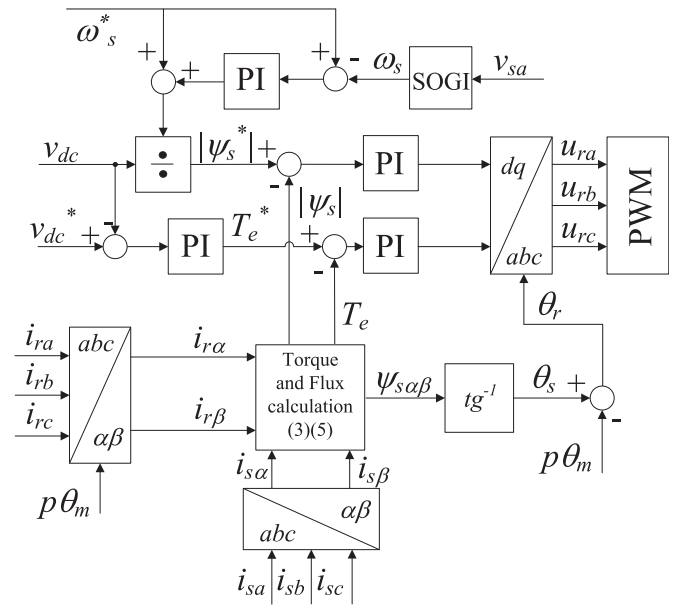 ω*s
+
+
PI
+
-
ωs
SOGI
vsa
vdc
÷
|ψs*|
+
-
PI
dq
abc
ura
urb
urc
PWM
|ψs|
vdc*
+
-
PI
Te*
+
-
PI
Te
θr
ira
irb
irc
abc
αβ
irα
irβ
Torque
and Flux
calculation
(3)(5)
ψsαβ
tg-1
θs
+
-
pθm
isα
isβ
pθm
αβ
abc
isa
isb
isc